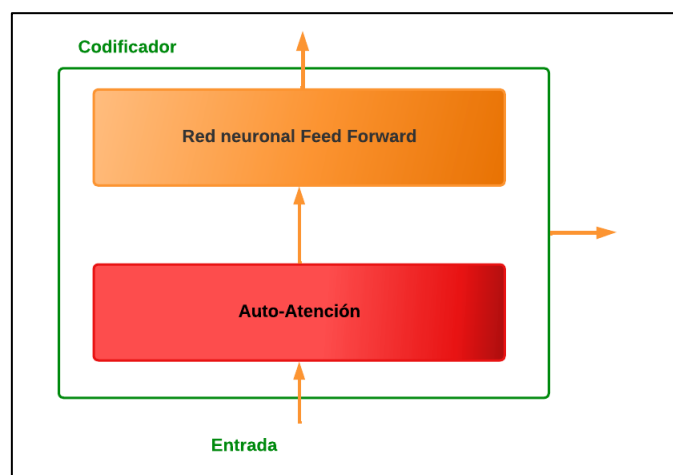 Codificador
Red neuronal Feed Forward
Auto-Atención
Entrada